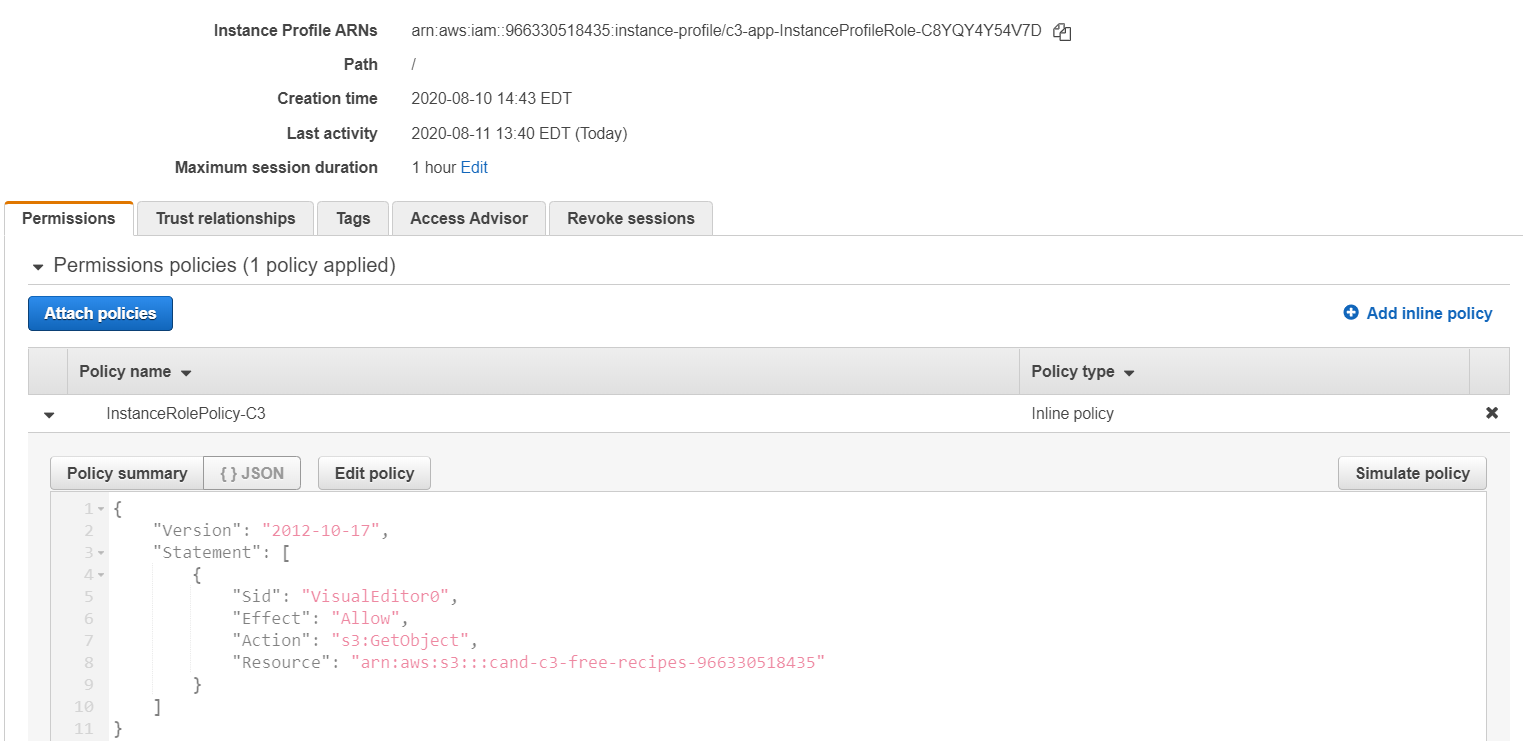 Instance Profile ARNs arn:aws:iam::966330518435:instance-profile/c3-app-InstanceProfileRole-C8YQY4Y54V7D
Path /
Creation time 2020-08-10 14:43 EDT
Last activity 2020-08-11 13:40 EDT (Today)
Maximum session duration 1 hour Edit
Permissions Trust relationships Tags Access Advisor Revoke sessions
Permissions policies (1 policy applied)
Attach policies Add inline policy
Policy name Policy type
InstanceRolePolicy-C3 Inline policy
Policy summary { } JSON Edit policy Simulate policy
1 {
2 "Version": "2012-10-17",
3 "Statement": [
4 {
5 "Sid": "VisualEditor0",
6 "Effect": "Allow",
7 "Action": "s3:GetObject",
8 "Resource": "arn:aws:s3:::cand-c3-free-recipes-966330518435"
9 }
10 ]
11 }